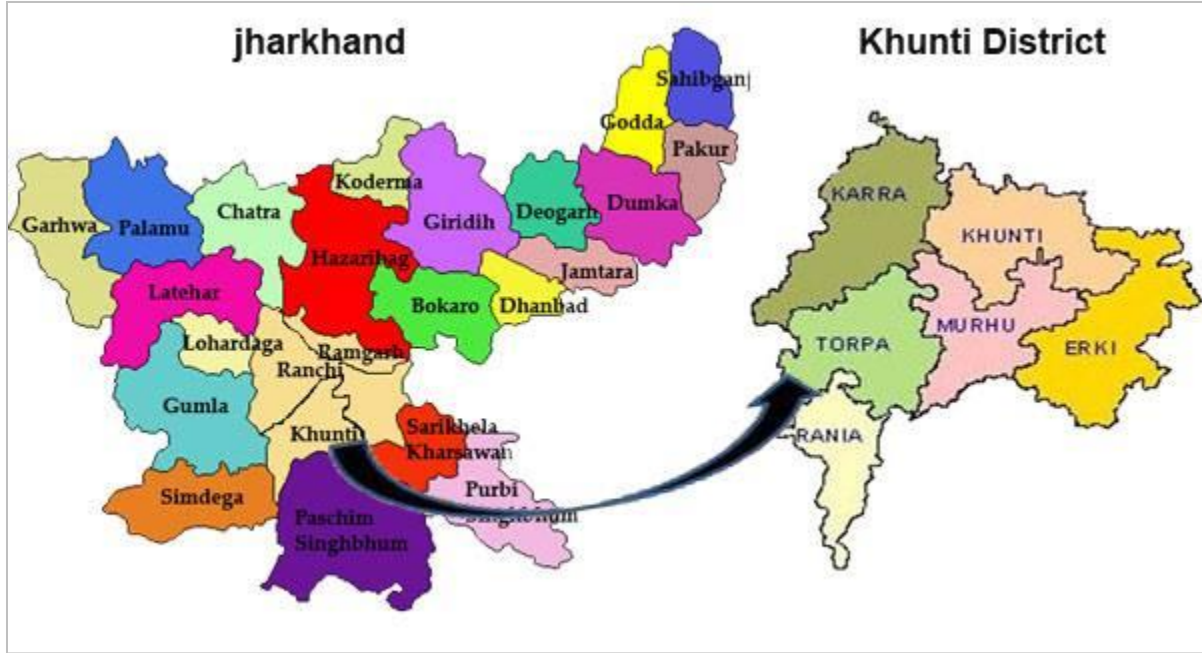 jharkhand
Khunti District
Sahibganj
Godda
Pakur
Koderma
Garhwa
Palamu
Chatra
Giridih
Deogarh
Dumka
Hazaribag
Jamtara
Latehar
Bokaro
Dhanbad
Lohardaga
Ramgarh
Ranchi
Gumla
Khunti
Sarikhela
Kharsawan
Simdega
Purbi
Singhbhum
Paschim
Singhbhum
KARRA
KHUNTI
MURHU
TORPA
ERKI
RANIA